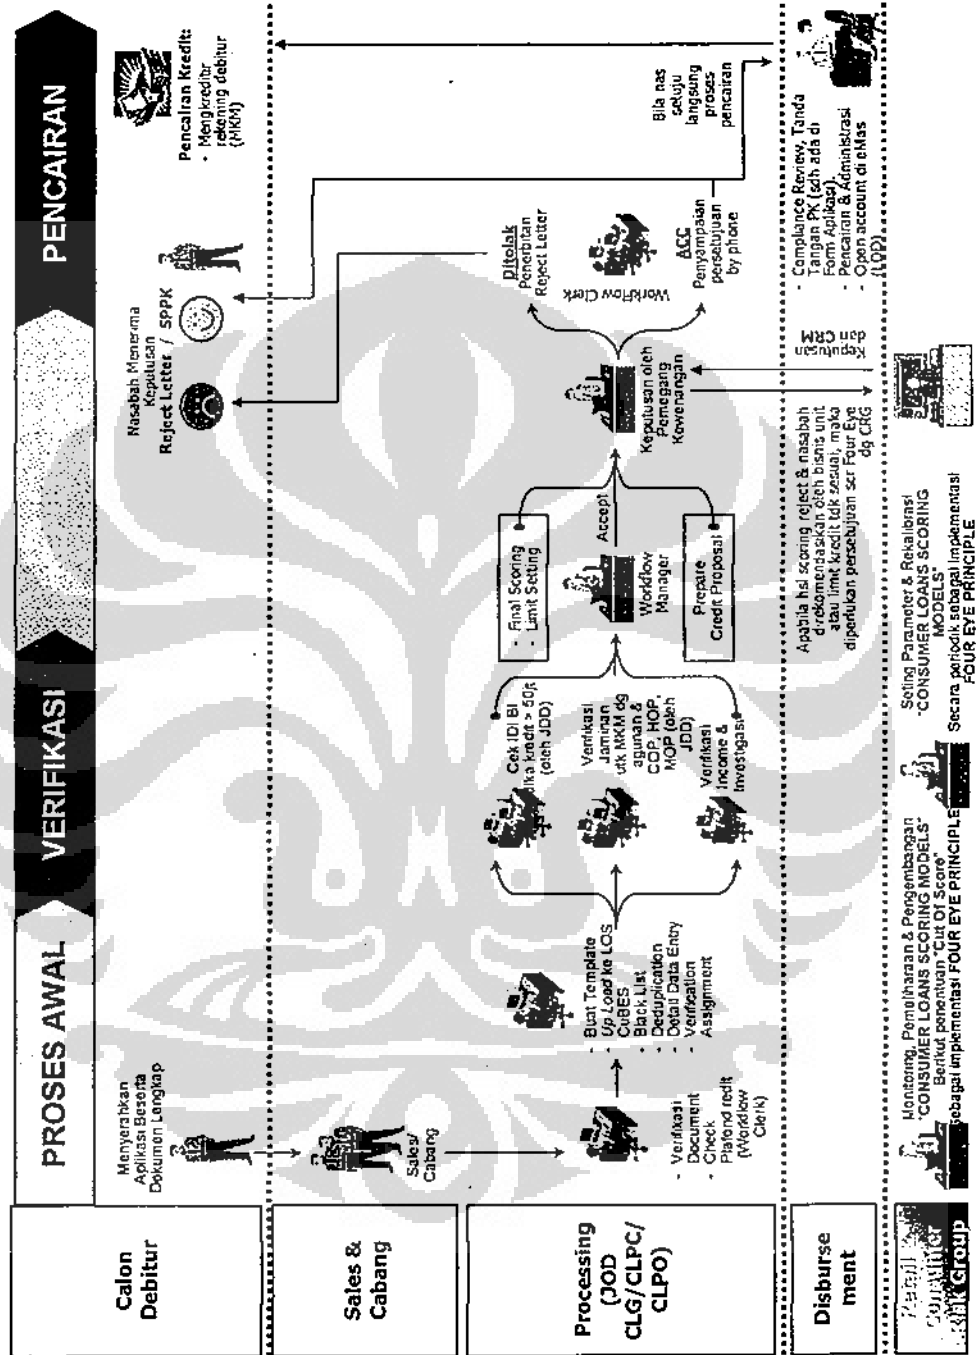 PROSES AWAL
VERIFIKASI
PENCAIRAN
Calon
Debitur
Menyerahkan
Aplikasi Beserta
Dokumen Lengkap
Nasabah Menerima
Keputusan
Reject Letter / SPPK
Pencairan Kredit:
- Mengkreditur
rekening debitur
(MKM)
Sales &
Cabang
Sales/
Cabang
Processing
(JOD
CLG/CLPC/
CLPO)
- Verifikasi
Document
- Check
Plafond redit
(Workflow
Clerk)
- Buat Template
- Up Load ke LOS
CuBES
- Black List
- Deduplication
- Detail Data Entry
- Verification
Assignment
Cek IDI BI
jika kredit > 50jt
(oleh JDD)
Verifikasi
Jaminan
utk MKM dg
agunan &
COP, HOP,
MOP (oleh
JDD)
Verifikasi
Income &
Investigasi
- Final Scoring
- Limit Setting
Workflow
Manager
Prepare
Credit Proposal
Accept
Keputusan oleh
Pemegang
Kewenangan
Ditolak
Penerbitan
Reject Letter
WorkFlow Clerk
ACC
Penyampaian
persetujuan
by phone
Bila nas
setuju
langsung
proses
pencairan
Disburse
ment
Apabila hsl scoring reject & nasabah
direkomendasikan oleh bisnis unit
atau limit kredit tdk sesuai, maka
diperlukan persetujuan scr Four Eye
dg CRG
Keputusan
dari CRM
- Compliance Review, Tanda
Tangan PK (sdh ada di
Form Aplikasi).
- Pencairan & Administrasi
- Open account di eMas
(LOD)
Retail &
Consumer
Risk Group
Monitoring, Pemeliharaan & Pengembangan
"CONSUMER LOANS SCORING MODELS"
Berikut penentuan "Cut Of Score"
sebagai implementasi FOUR EYE PRINCIPLE
Seting Parameter & Rekalibrasi
"CONSUMER LOANS SCORING
MODELS"
Secara periodik sebagai implementasi
FOUR EYE PRINCIPLE